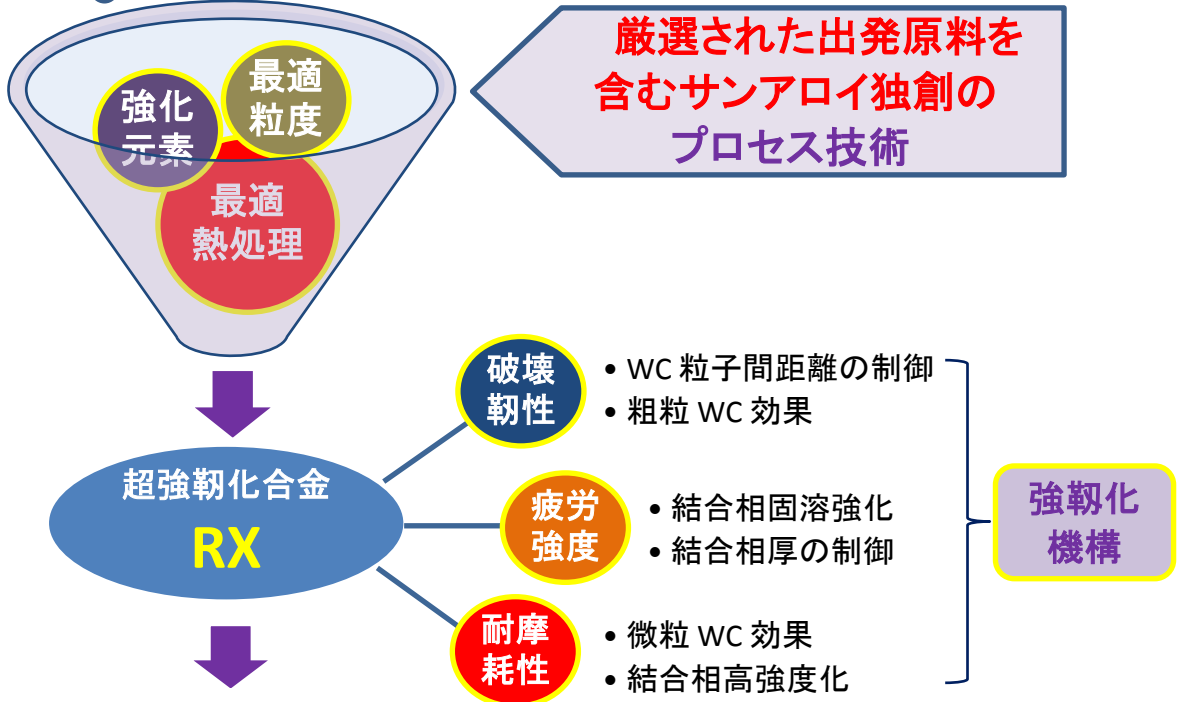 厳選された出発原料を
含むサンアロイ独創の
プロセス技術
強化
元素
最適
粒度
最適
熱処理
超強靭化合金
RX
破壊
靭性
• WC 粒子間距離の制御
• 粗粒 WC 効果
疲労
強度
• 結合相固溶強化
• 結合相厚の制御
耐摩
耗性
• 微粒 WC 効果
• 結合相高強度化
強靱化
機構